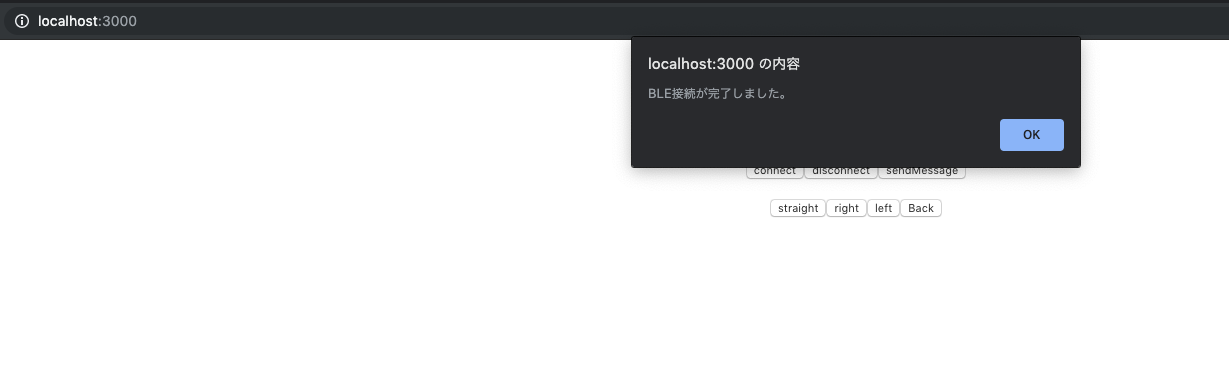 localhost:3000
localhost:3000 の内容
BLE接続が完了しました。
OK
connect disconnect sendMessage
straight right left Back